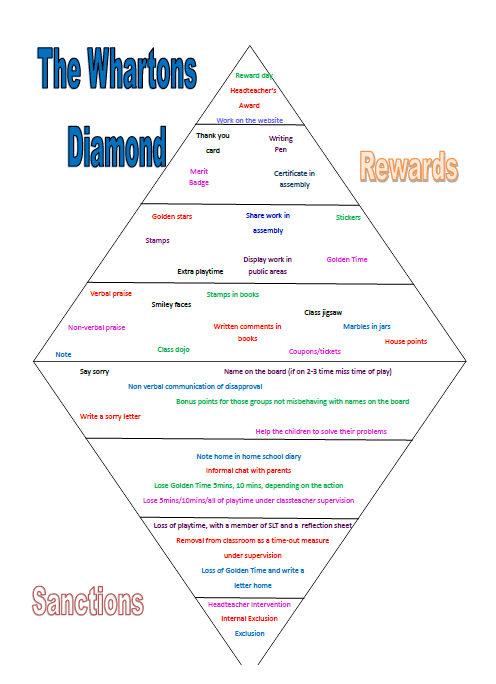 The Whartons
Diamond
Rewards
Reward day
Headteacher's
Award
Work on the website
Thank you
card
Writing
Pen
Merit
Badge
Certificate in
assembly
Golden stars
Share work in
assembly
Stickers
Stamps
Display work in
public areas
Golden Time
Extra playtime
Verbal praise
Stamps in books
Smiley faces
Class jigsaw
Non-verbal praise
Written comments in
books
Marbles in jars
House points
Note
Class dojo
Coupons/tickets
Say sorry
Name on the board (if on 2-3 time miss time of play)
Non verbal communication of disapproval
Bonus points for those groups not misbehaving with names on the board
Write a sorry letter
Help the children to solve their problems
Note home in home school diary
Informal chat with parents
Lose Golden Time 5mins, 10 mins, depending on the action
Lose 5mins/10mins/all of playtime under classteacher supervision
Loss of playtime, with a member of SLT and a reflection sheet
Removal from classroom as a time-out measure
under supervision
Loss of Golden Time and write a
letter home
Sanctions
Headteacher Intervention
Internal Exclusion
Exclusion